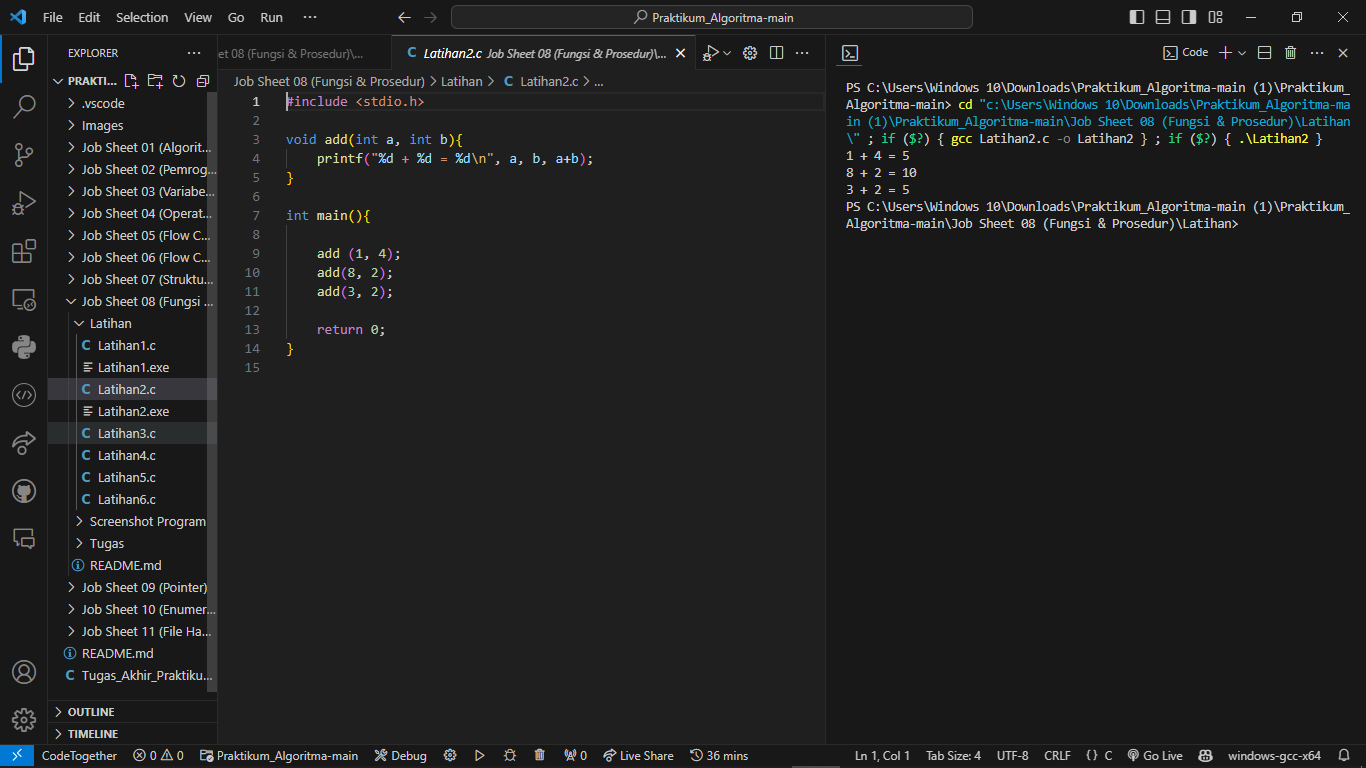 File Edit Selection View Go Run ··· Praktikum_Algoritma-main
EXPLORER ···
PRAKTI...
.vscode
Images
Job Sheet 01 (Algorit...
Job Sheet 02 (Pemrog...
Job Sheet 03 (Variabe...
Job Sheet 04 (Operat...
Job Sheet 05 (Flow C...
Job Sheet 06 (Flow C...
Job Sheet 07 (Struktu...
Job Sheet 08 (Fungsi ...
Latihan
C Latihan1.c
Latihan1.exe
C Latihan2.c
Latihan2.exe
C Latihan3.c
C Latihan4.c
C Latihan5.c
C Latihan6.c
Screenshot Program
Tugas
README.md
Job Sheet 09 (Pointer)
Job Sheet 10 (Enumer...
Job Sheet 11 (File Ha...
README.md
C Tugas_Akhir_Praktiku...
OUTLINE
TIMELINE
et 08 (Fungsi & Prosedur)\... C Latihan2.c Job Sheet 08 (Fungsi & Prosedur)\... ···
Job Sheet 08 (Fungsi & Prosedur) > Latihan > C Latihan2.c > ...
1 #include <stdio.h>
2
3 void add(int a, int b){
4     printf("%d + %d = %d\n", a, b, a+b);
5 }
6
7 int main(){
8
9     add (1, 4);
10     add(8, 2);
11     add(3, 2);
12
13     return 0;
14 }
15
Code ···
PS C:\Users\Windows 10\Downloads\Praktikum_Algoritma-main (1)\Praktikum_
Algoritma-main> cd "c:\Users\Windows 10\Downloads\Praktikum_Algoritma-ma
in (1)\Praktikum_Algoritma-main\Job Sheet 08 (Fungsi & Prosedur)\Latihan
\" ; if ($?) { gcc Latihan2.c -o Latihan2 } ; if ($?) { .\Latihan2 }
1 + 4 = 5
8 + 2 = 10
3 + 2 = 5
PS C:\Users\Windows 10\Downloads\Praktikum_Algoritma-main (1)\Praktikum_
Algoritma-main\Job Sheet 08 (Fungsi & Prosedur)\Latihan>
CodeTogether 0 0 Praktikum_Algoritma-main Debug 0 Live Share 36 mins Ln 1, Col 1 Tab Size: 4 UTF-8 CRLF { } C Go Live windows-gcc-x64